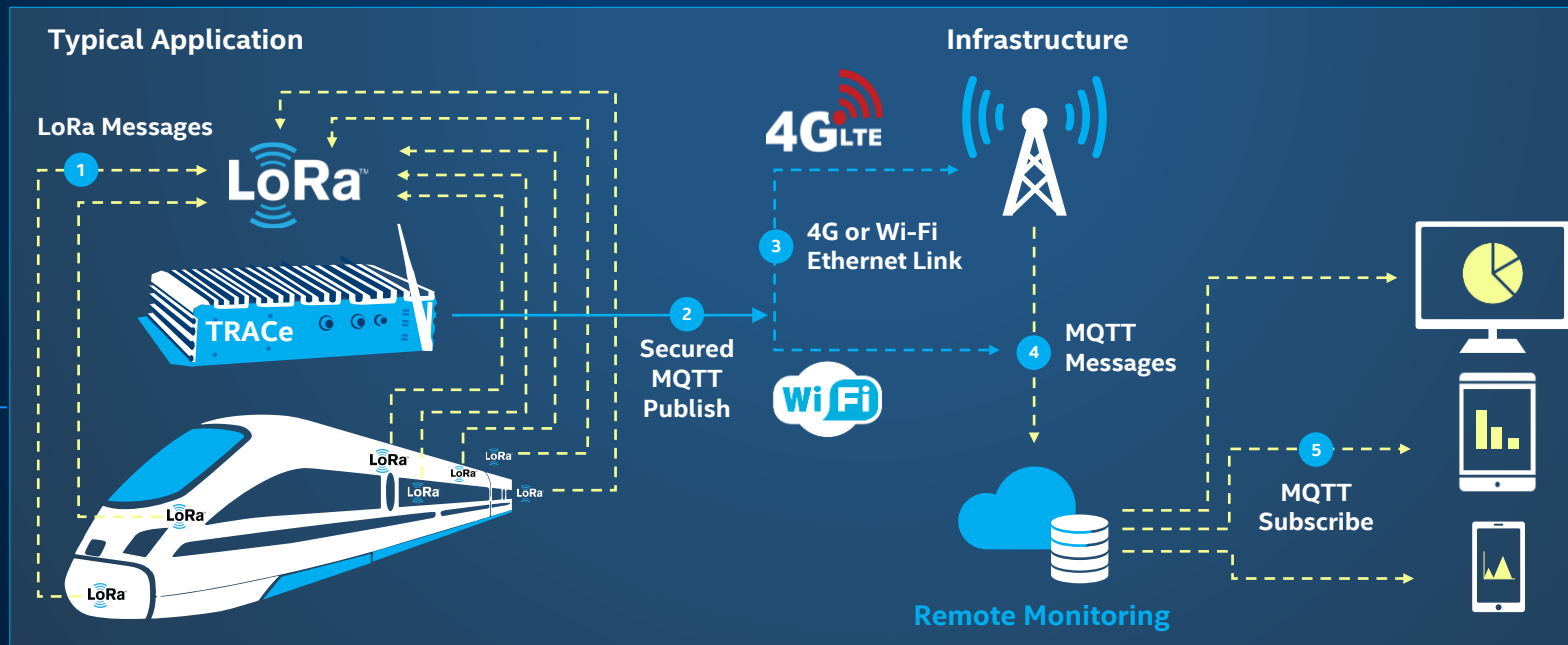 Typical Application
Infrastructure
LoRa Messages
1
LoRa™
4G LTE
3
4G or Wi-Fi
Ethernet Link
TRACe
2
Secured
MQTT
Publish
Wi Fi
4
MQTT
Messages
LoRa
LoRa
LoRa
LoRa
LoRa
LoRa
LoRa
5
MQTT
Subscribe
Remote Monitoring